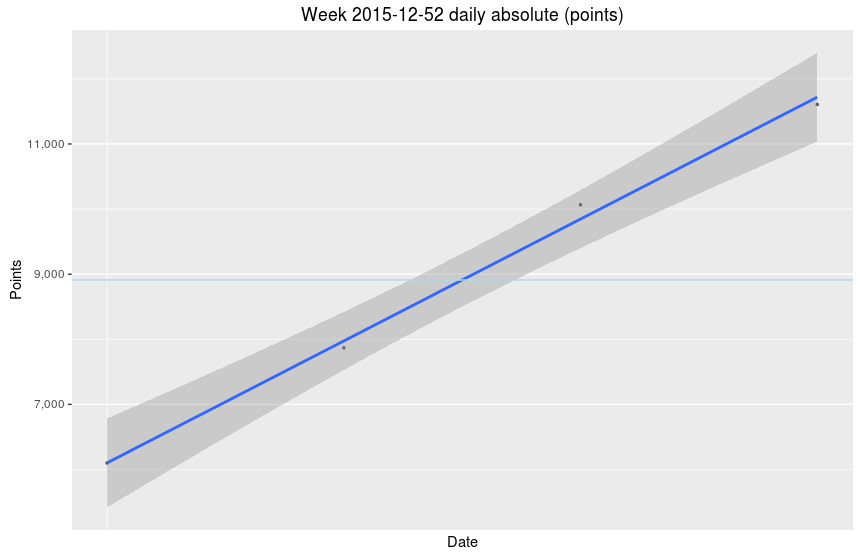 Week 2015-12-52 daily absolute (points)
11,000
9,000
7,000
Points
Date